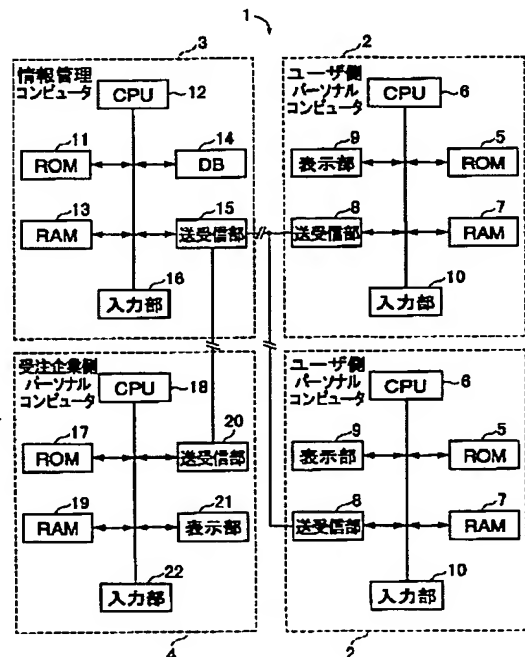 1
3
情報管理
コンピュータ
CPU
12
11
ROM
14
DB
13
RAM
15
送受信部
16
入力部
2
ユーザ側
パーソナル
コンピュータ
CPU
6
9
表示部
5
ROM
8
送受信部
7
RAM
10
入力部
受注企業側
パーソナル
コンピュータ
CPU
18
17
ROM
20
送受信部
19
RAM
21
表示部
22
入力部
4
ユーザ側
パーソナル
コンピュータ
CPU
6
9
表示部
5
ROM
8
送受信部
7
RAM
10
入力部
2